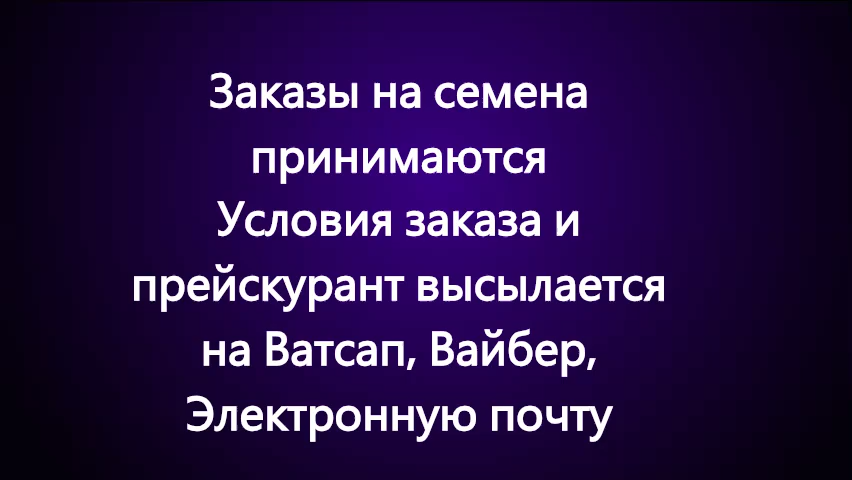 Заказы на семена
принимаются
Условия заказа и
прейскурант высылается
на Ватсап, Вайбер,
Электронную почту